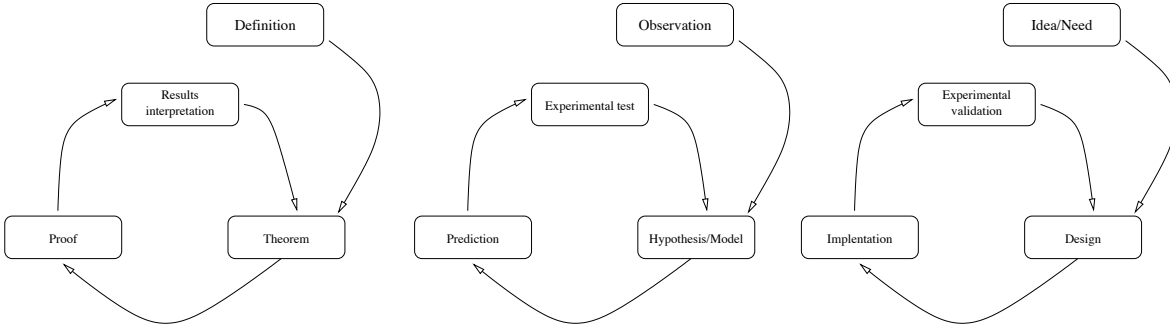 Definition
Results
interpretation
Proof
Theorem
Observation
Experimental test
Prediction
Hypothesis/Model
Idea/Need
Experimental
validation
Implentation
Design